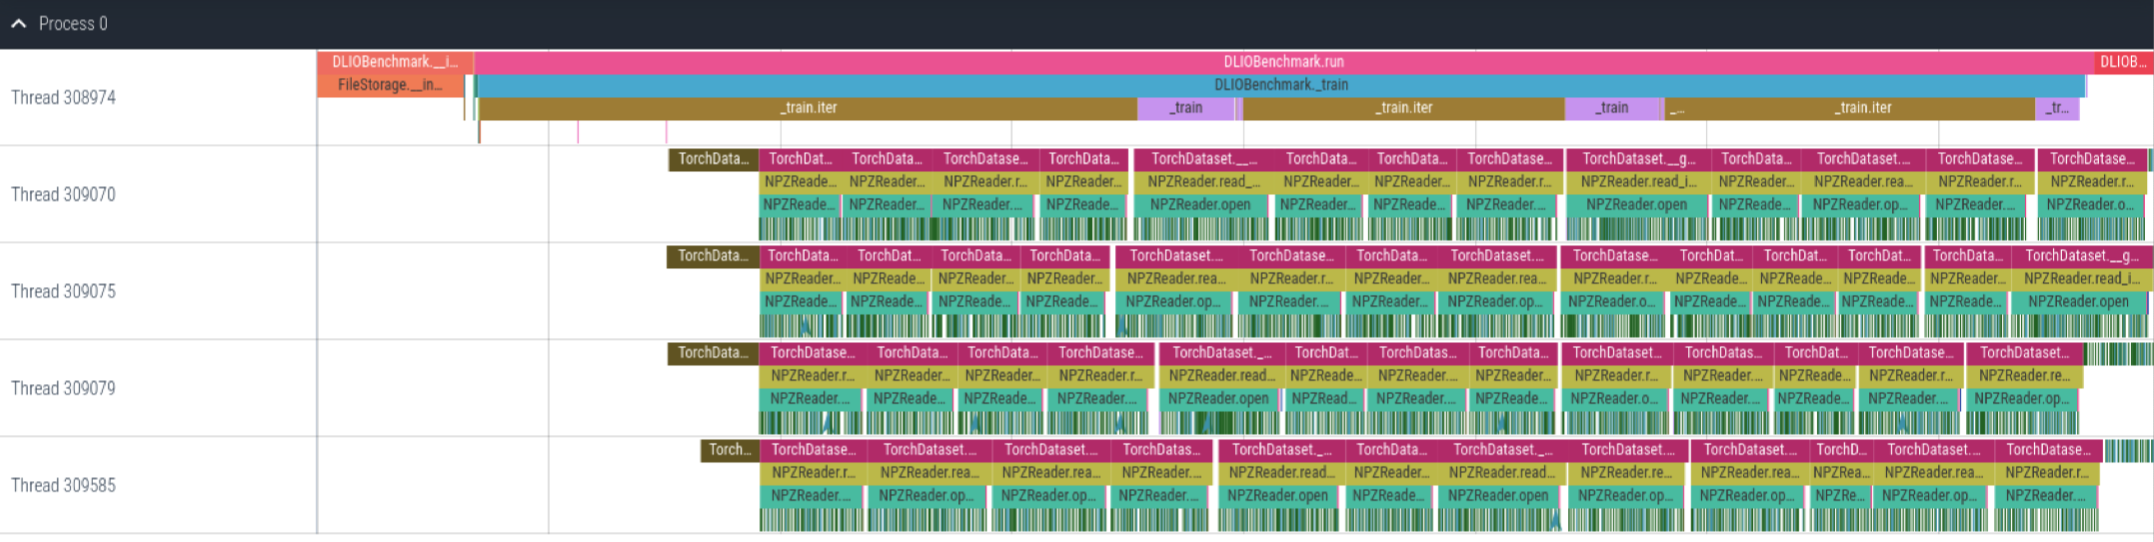 Process 0
DLIOBenchmark.__i... DLIOBenchmark.run DLIOB...
FileStorage.__in... DLIOBenchmark._train
Thread 308974
_train.iter _train _train.iter _train _... _train.iter _tr...
TorchData... TorchDat... TorchData... TorchDatase... TorchData... TorchDataset.__... TorchData... TorchData... TorchDatase... TorchDataset.__g... TorchData... TorchDataset.... TorchDatase... TorchDatase...
NPZReade... NPZReader... NPZReader.r... NPZReader... NPZReader.read_... NPZReader... NPZReader... NPZReader.r... NPZReader.read_i... NPZReader... NPZReader.rea... NPZReader.r... NPZReader.r...
Thread 309070
NPZReade... NPZReader... NPZReader.... NPZReade... NPZReader.open NPZReader... NPZReade... NPZReader.... NPZReader.open NPZReade... NPZReader.op... NPZReader.... NPZReader.o...
TorchData... TorchData... TorchDat... TorchData... TorchData... TorchDataset.... TorchDatase... TorchData... TorchDataset.... TorchDatase... TorchDat... TorchDat... TorchDat... TorchData... TorchDataset.__g...
NPZReader... NPZReade... NPZReader... NPZReader... NPZReader.rea... NPZReader.r... NPZReader... NPZReader.rea... NPZReader.r... NPZReade... NPZReade... NPZReade... NPZReader... NPZReader.read_i...
Thread 309075
NPZReade... NPZReade... NPZReade... NPZReade... NPZReader.op... NPZReader.... NPZReader... NPZReader.op... NPZReader.o... NPZReade... NPZReade... NPZReade... NPZReade... NPZReader.open
TorchData... TorchDatase... TorchData... TorchData... TorchDatase... TorchDataset._... TorchDat... TorchDatas... TorchData... TorchDatase... TorchDatas... TorchDat... TorchDatase... TorchDataset...
NPZReader.r... NPZReader... NPZReader... NPZReader.r... NPZReader.read... NPZReade... NPZReader... NPZReader... NPZReader.r... NPZReader.... NPZReade... NPZReader.r... NPZReader.re...
Thread 309079
NPZReader.... NPZReade... NPZReade... NPZReader.... NPZReader.open NPZRead... NPZReader... NPZReade... NPZReader.o... NPZReader... NPZReade... NPZReader.... NPZReader.op...
Torch... TorchDatase... TorchDataset.... TorchDataset.... TorchDatas... TorchDataset._... TorchData... TorchDataset._... TorchDataset.... TorchDataset.... TorchD... TorchDataset.... TorchDatase...
NPZReader.r... NPZReader.rea... NPZReader.rea... NPZReader.... NPZReader.read... NPZReader... NPZReader.read... NPZReader.re... NPZReader.rea... NPZRea... NPZReader.rea... NPZReader.r...
Thread 309585
NPZReader.... NPZReader.op... NPZReader.op... NPZReader... NPZReader.open NPZReade... NPZReader.open NPZReader.op... NPZReader.op... NPZRe... NPZReader.op... NPZReader....